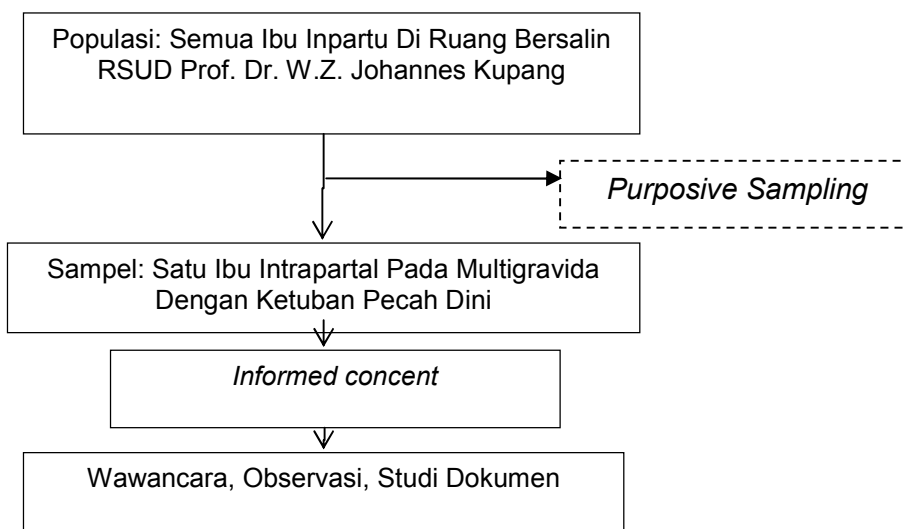 Populasi: Semua Ibu Inpartu Di Ruang Bersalin
RSUD Prof. Dr. W.Z. Johannes Kupang
Purposive Sampling
Sampel: Satu Ibu Intrapartal Pada Multigravida
Dengan Ketuban Pecah Dini
Informed concent
Wawancara, Observasi, Studi Dokumen